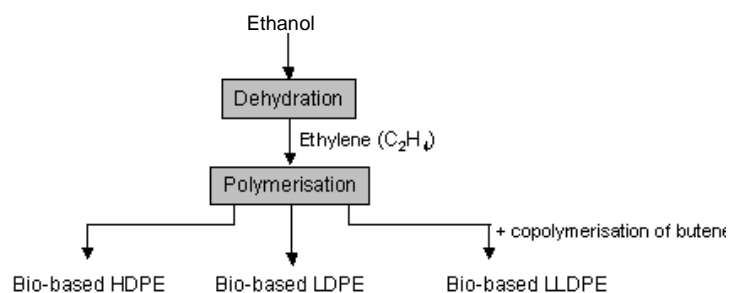 Ethanol
Dehydration
Ethylene (C₂H₄)
Polymerisation
+ copolymerisation of butene
Bio-based HDPE Bio-based LDPE Bio-based LLDPE